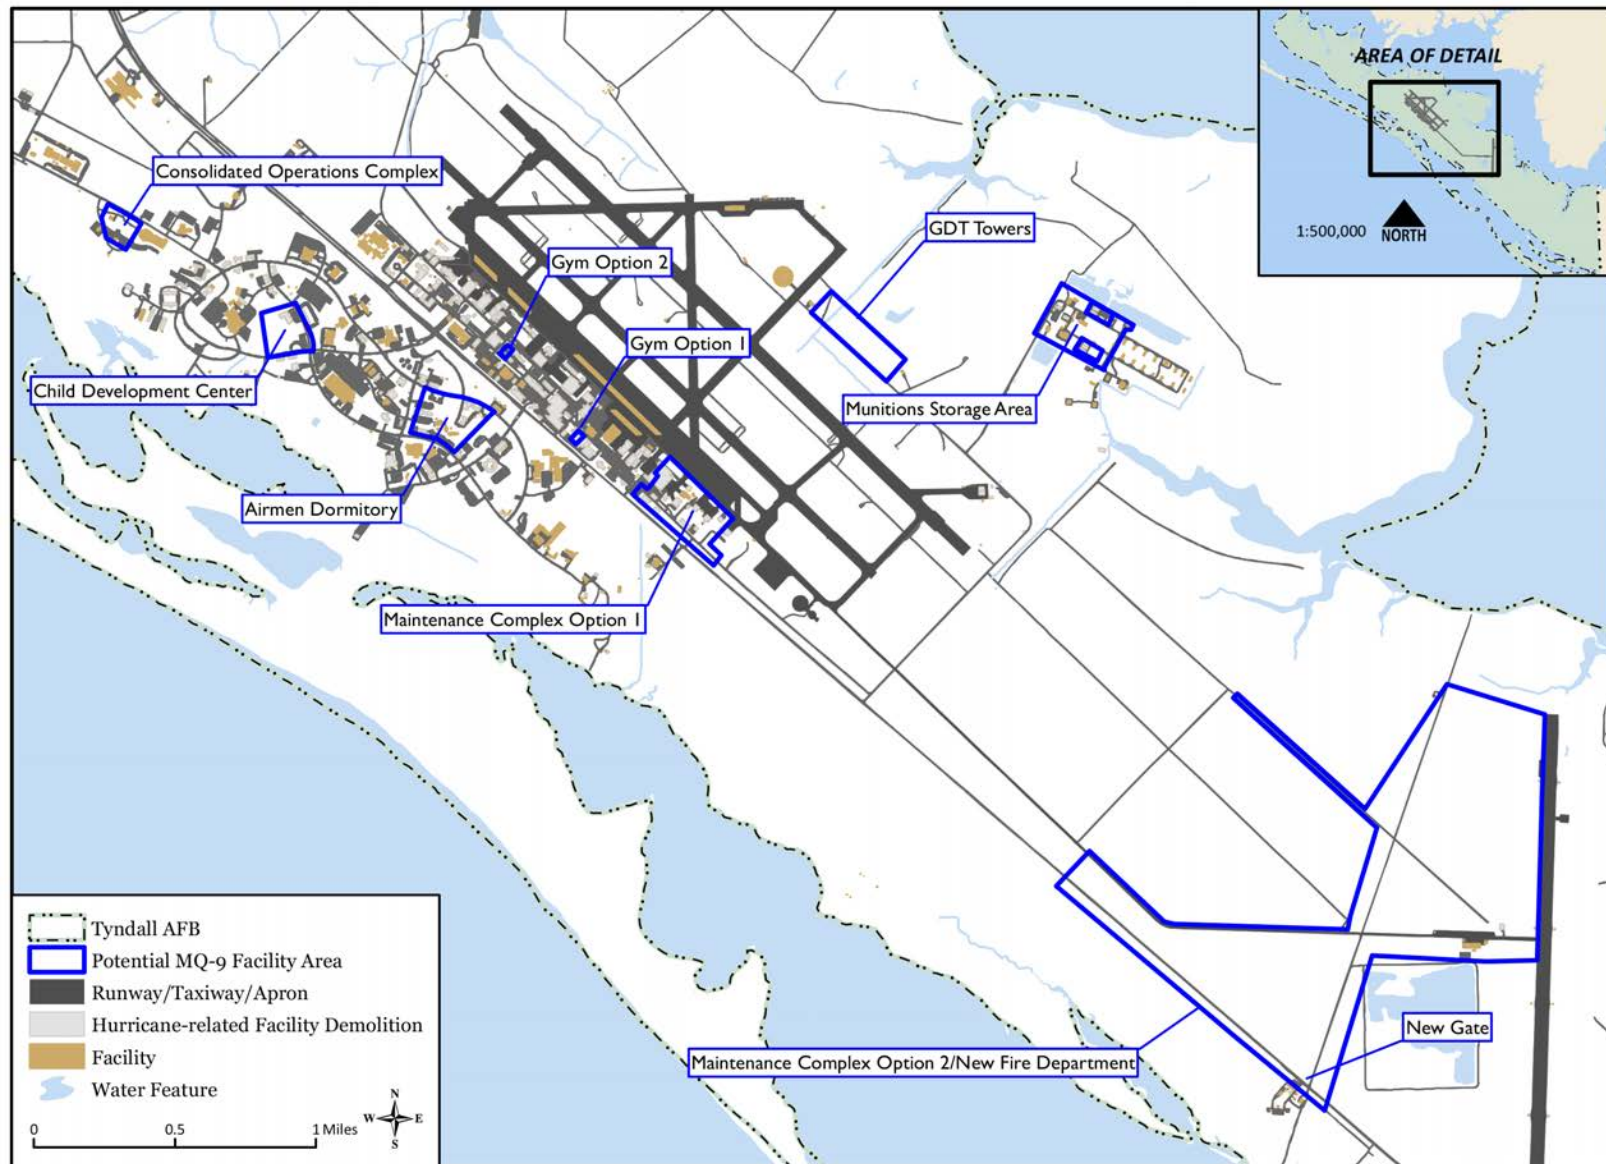 AREA OF DETAIL
1:500,000
NORTH
Consolidated Operations Complex
GDT Towers
Gym Option 2
Gym Option 1
Child Development Center
Munitions Storage Area
Airmen Dormitory
Maintenance Complex Option 1
New Gate
Maintenance Complex Option 2/New Fire Department
Tyndall AFB
Potential MQ-9 Facility Area
Runway/Taxiway/Apron
Hurricane-related Facility Demolition
Facility
Water Feature
N
W E
S
0 0.5 1 Miles